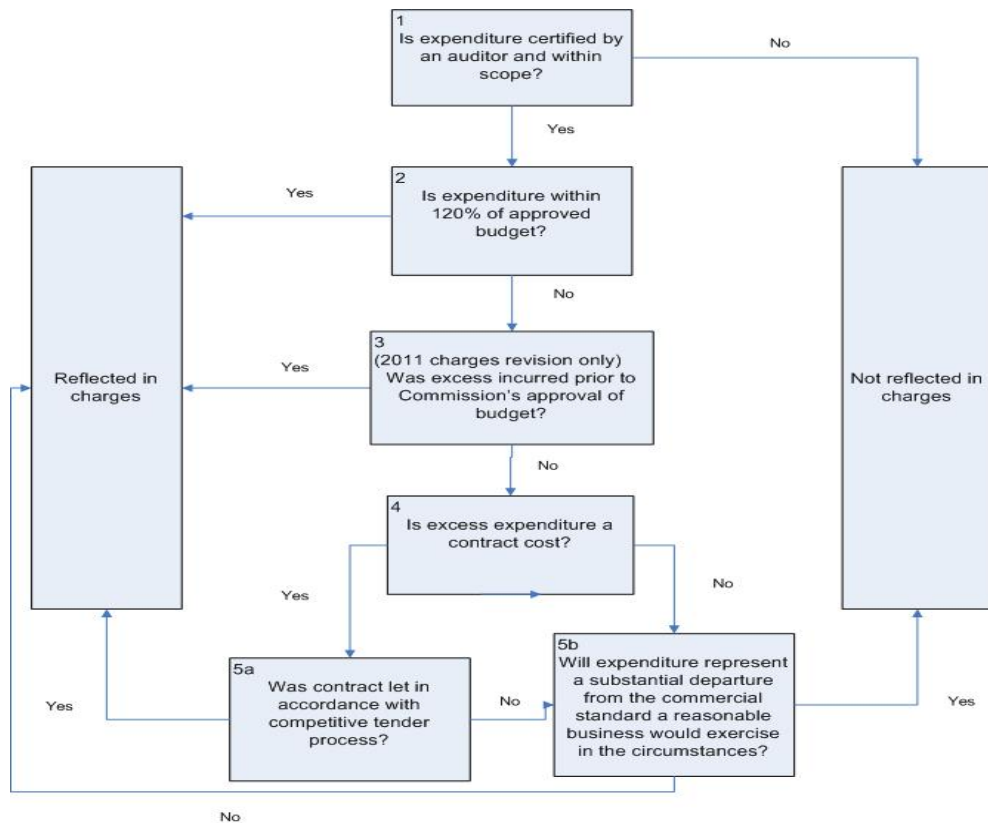 1
Is expenditure certified by
an auditor and within
scope?
No
Yes
2
Is expenditure within
120% of approved
budget?
Yes
No
3
(2011 charges revision only)
Was excess incurred prior to
Commission's approval of
budget?
Yes
Reflected in
charges
Not reflected in
charges
No
4
Is excess expenditure a
contract cost?
Yes
No
5a
Was contract let in
accordance with
competitive tender
process?
Yes
No
5b
Will expenditure represent
a substantial departure
from the commercial
standard a reasonable
business would exercise
in the circumstances?
Yes
No